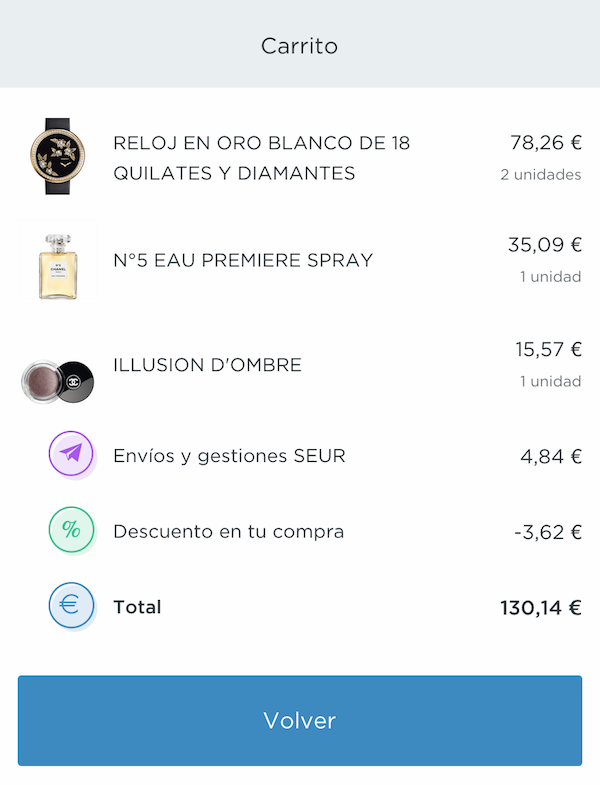 Carrito
RELOJ EN ORO BLANCO DE 18
QUILATES Y DIAMANTES
78,26 €
2 unidades
N°5 EAU PREMIERE SPRAY
35,09 €
1 unidad
ILLUSION D'OMBRE
15,57 €
1 unidad
Envíos y gestiones SEUR
4,84 €
%
Descuento en tu compra
-3,62 €
€
Total
130,14 €
Volver
N°5
CHANEL